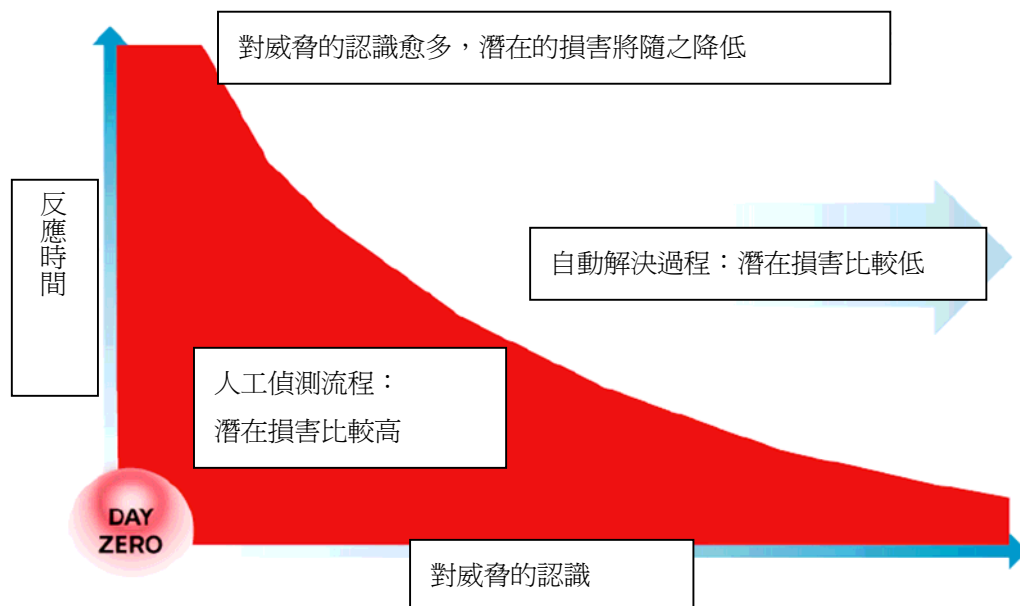 對威脅的認識愈多，潛在的損害將隨之降低
反應時間
自動解決過程：潛在損害比較低
人工偵測流程：
潛在損害比較高
DAY
ZERO
對威脅的認識